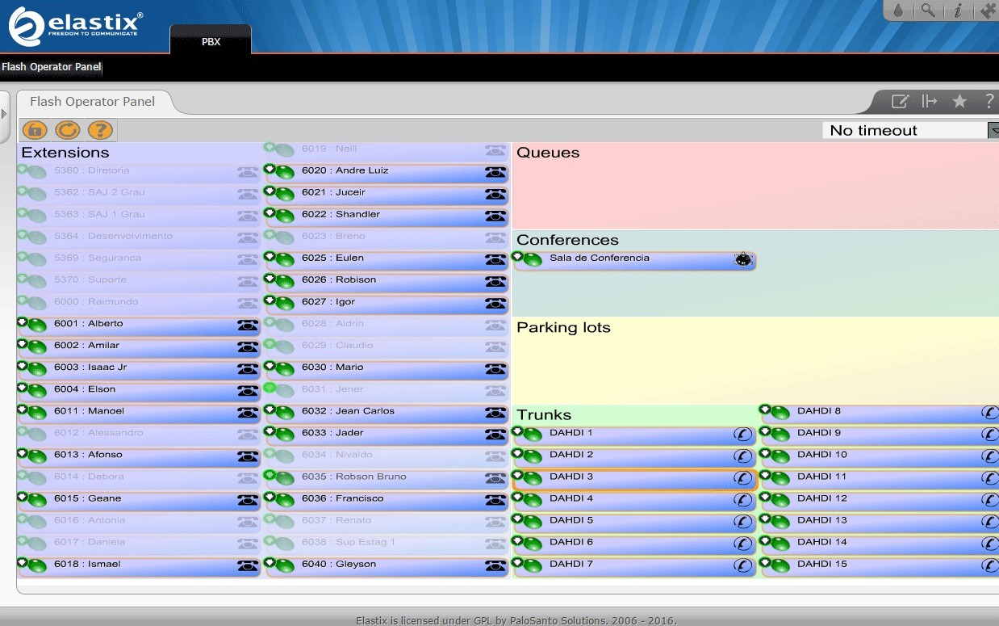 elastix®
FREEDOM TO COMMUNICATE
PBX
Flash Operator Panel
Flash Operator Panel
No timeout
Extensions
5360 : Diretoria
5362 : SAJ 2 Grau
5363 : SAJ 1 Grau
5364 : Desenvolvimento
5369 : Seguranca
5370 : Suporte
6000 : Raimundo
6001 : Alberto
6002 : Amilar
6003 : Isaac Jr
6004 : Elson
6011 : Manoel
6012 : Alessandro
6013 : Afonso
6014 : Debora
6015 : Geane
6016 : Antonia
6017 : Daniela
6018 : Ismael
6019 : Neill
6020 : Andre Luiz
6021 : Juceir
6022 : Shandler
6023 : Breno
6025 : Eulen
6026 : Robison
6027 : Igor
6028 : Aldrin
6029 : Claudio
6030 : Mario
6031 : Jener
6032 : Jean Carlos
6033 : Jader
6034 : Nivaldo
6035 : Robson Bruno
6036 : Francisco
6037 : Renato
6038 : Sup Estag 1
6040 : Gleyson
Queues
Conferences
Sala de Conferencia
Parking lots
Trunks
DAHDI 1
DAHDI 2
DAHDI 3
DAHDI 4
DAHDI 5
DAHDI 6
DAHDI 7
DAHDI 8
DAHDI 9
DAHDI 10
DAHDI 11
DAHDI 12
DAHDI 13
DAHDI 14
DAHDI 15
Elastix is licensed under GPL by PaloSanto Solutions. 2006 - 2016.